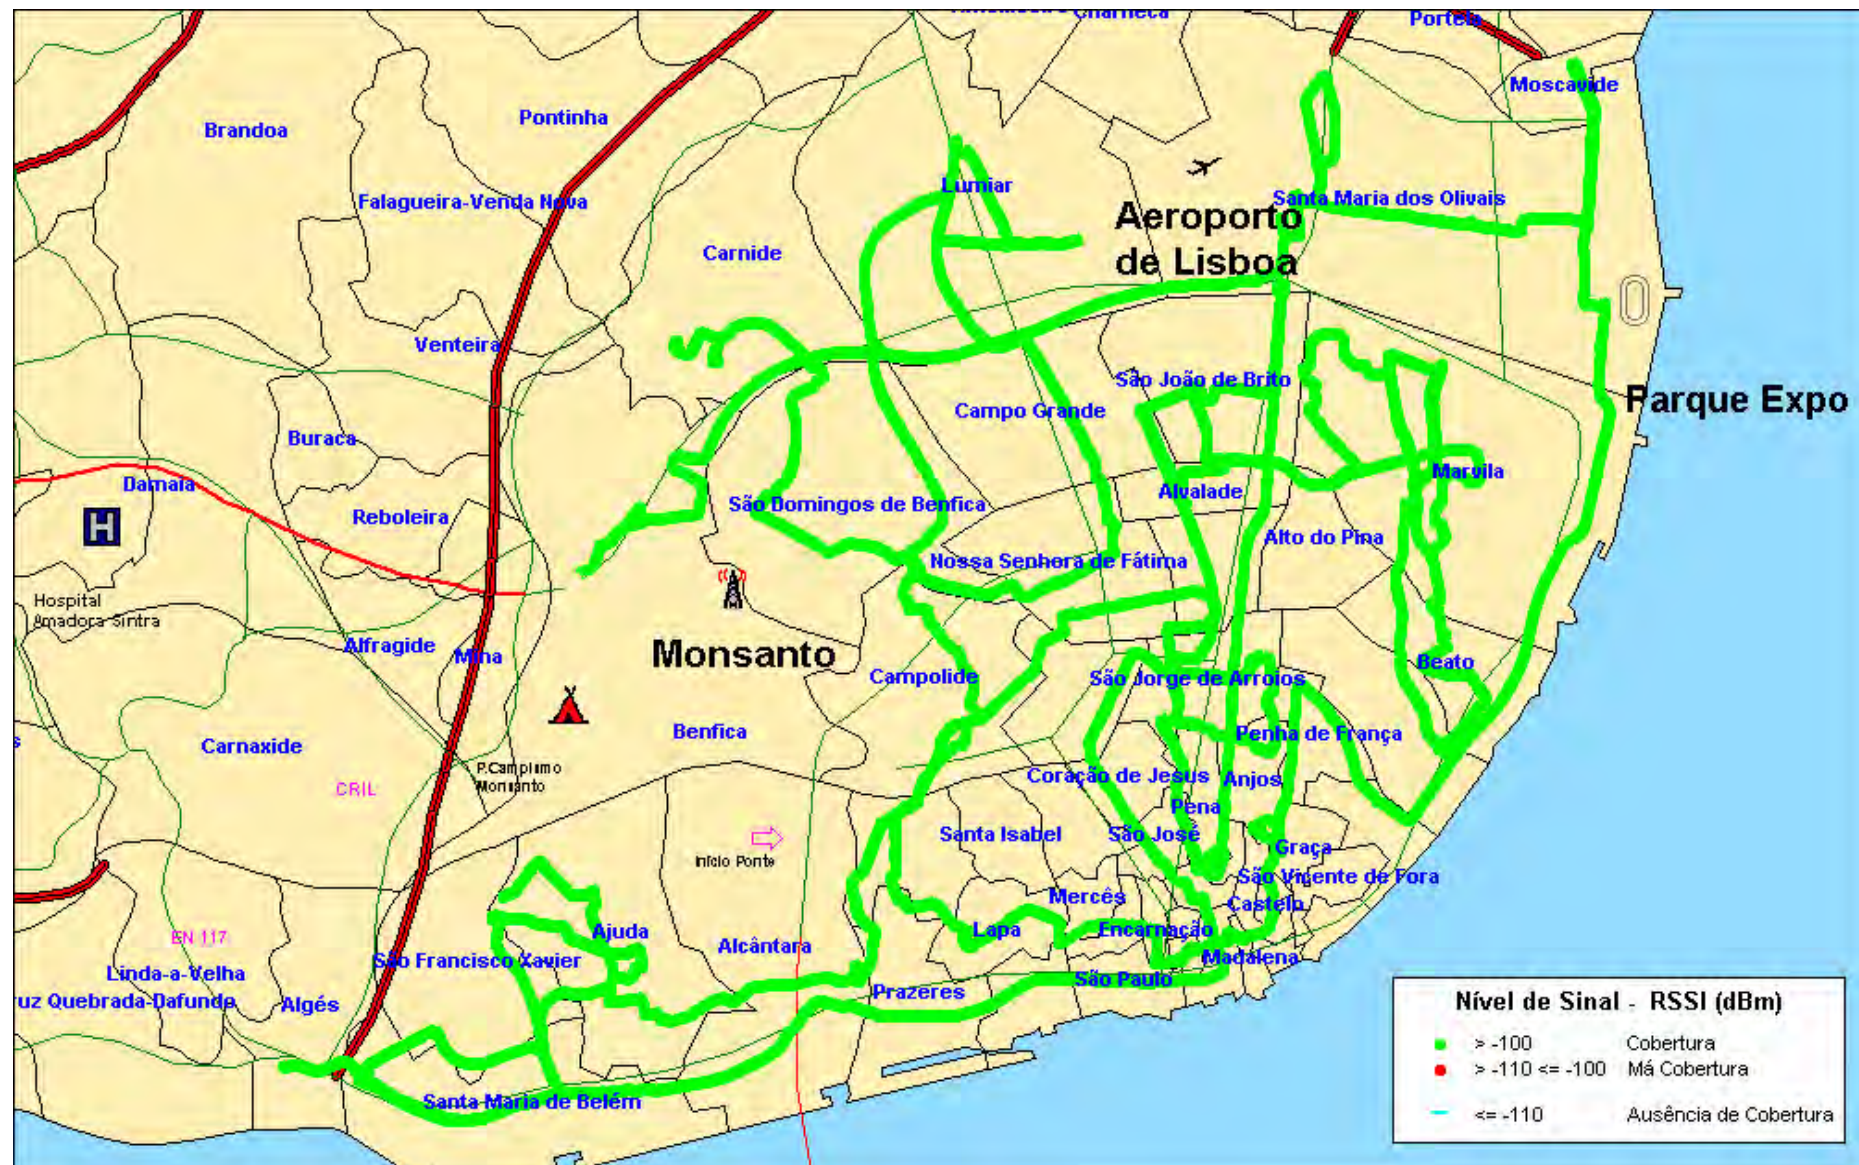 Charneca
Portela
Moscavide
Brandoa
Pontinha
Lumiar
Falagueira-Venda Nova
Santa Maria dos Olivais
Aeroporto
de Lisboa
Carnide
Venteira
São João de Brito
Campo Grande
Parque Expo
Buraca
Damaia
Marvila
Alvalade
São Domingos de Benfica
Reboleira
H
Alto do Pina
Nossa Senhora de Fátima
Hospital
Amadora Sintra
Alfragide
Mina
Monsanto
Campolide
São Jorge de Arroios
Beato
Benfica
Penha de França
Carnaxide
P.Campismo
Monsanto
Coração de Jesus
Anjos
CRIL
Pena
Santa Isabel
São José
Graça
Início Ponte
São Vicente de Fora
Mercês
Castelo
EN 117
Ajuda
Lapa
Encarnação
Alcântara
São Francisco Xavier
Madalena
Linda-a-Velha
São Paulo
Prazeres
ruz Quebrada-Dafundo
Algés
Santa Maria de Belém
Nível de Sinal - RSSI (dBm)
> -100 Cobertura
> -110 <= -100 Má Cobertura
<= -110 Ausência de Cobertura